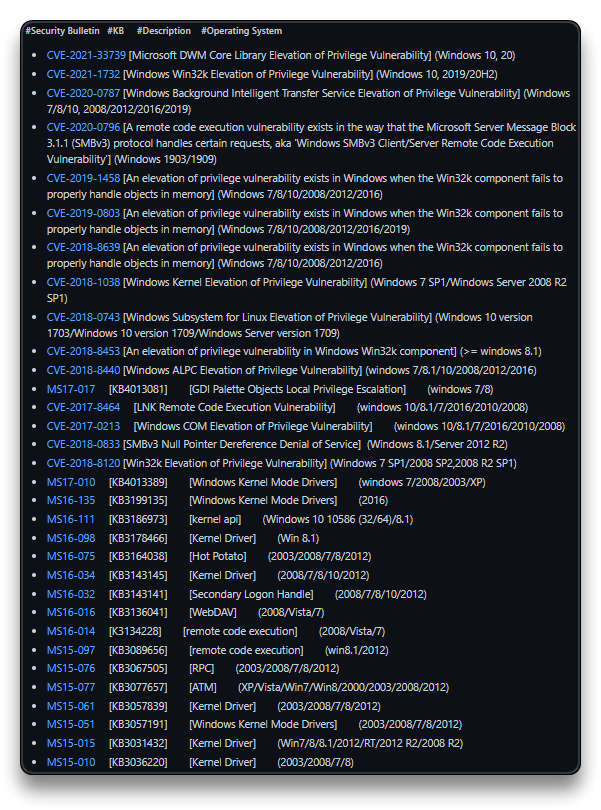 #Security Bulletin #KB #Description #Operating System
CVE-2021-33739 [Microsoft DWM Core Library Elevation of Privilege Vulnerability] (Windows 10, 20)
CVE-2021-1732 [Windows Win32k Elevation of Privilege Vulnerability] (Windows 10, 2019/20H2)
CVE-2020-0787 [Windows Background Intelligent Transfer Service Elevation of Privilege Vulnerability] (Windows
7/8/10, 2008/2012/2016/2019)
CVE-2020-0796 [A remote code execution vulnerability exists in the way that the Microsoft Server Message Block
3.1.1 (SMBv3) protocol handles certain requests, aka 'Windows SMBv3 Client/Server Remote Code Execution
Vulnerability'] (Windows 1903/1909)
CVE-2019-1458 [An elevation of privilege vulnerability exists in Windows when the Win32k component fails to
properly handle objects in memory] (Windows 7/8/10/2008/2012/2016)
CVE-2019-0803 [An elevation of privilege vulnerability exists in Windows when the Win32k component fails to
properly handle objects in memory] (Windows 7/8/10/2008/2012/2016/2019)
CVE-2018-8639 [An elevation of privilege vulnerability exists in Windows when the Win32k component fails to
properly handle objects in memory] (Windows 7/8/10/2008/2012/2016)
CVE-2018-1038 [Windows Kernel Elevation of Privilege Vulnerability] (Windows 7 SP1/Windows Server 2008 R2
SP1)
CVE-2018-0743 [Windows Subsystem for Linux Elevation of Privilege Vulnerability] (Windows 10 version
1703/Windows 10 version 1709/Windows Server version 1709)
CVE-2018-8453 [An elevation of privilege vulnerability in Windows Win32k component] (>= windows 8.1)
CVE-2018-8440 [Windows ALPC Elevation of Privilege Vulnerability] (windows 7/8.1/10/2008/2012/2016)
MS17-017 [KB4013081] [GDI Palette Objects Local Privilege Escalation] (windows 7/8)
CVE-2017-8464 [LNK Remote Code Execution Vulnerability] (windows 10/8.1/7/2016/2010/2008)
CVE-2017-0213 [Windows COM Elevation of Privilege Vulnerability] (windows 10/8.1/7/2016/2010/2008)
CVE-2018-0833 [SMBv3 Null Pointer Dereference Denial of Service] (Windows 8.1/Server 2012 R2)
CVE-2018-8120 [Win32k Elevation of Privilege Vulnerability] (Windows 7 SP1/2008 SP2,2008 R2 SP1)
MS17-010 [KB4013389] [Windows Kernel Mode Drivers] (windows 7/2008/2003/XP)
MS16-135 [KB3199135] [Windows Kernel Mode Drivers] (2016)
MS16-111 [KB3186973] [kernel api] (Windows 10 10586 (32/64)/8.1)
MS16-098 [KB3178466] [Kernel Driver] (Win 8.1)
MS16-075 [KB3164038] [Hot Potato] (2003/2008/7/8/2012)
MS16-034 [KB3143145] [Kernel Driver] (2008/7/8/10/2012)
MS16-032 [KB3143141] [Secondary Logon Handle] (2008/7/8/10/2012)
MS16-016 [KB3136041] [WebDAV] (2008/Vista/7)
MS16-014 [K3134228] [remote code execution] (2008/Vista/7)
MS15-097 [KB3089656] [remote code execution] (win8.1/2012)
MS15-076 [KB3067505] [RPC] (2003/2008/7/8/2012)
MS15-077 [KB3077657] [ATM] (XP/Vista/Win7/Win8/2000/2003/2008/2012)
MS15-061 [KB3057839] [Kernel Driver] (2003/2008/7/8/2012)
MS15-051 [KB3057191] [Windows Kernel Mode Drivers] (2003/2008/7/8/2012)
MS15-015 [KB3031432] [Kernel Driver] (Win7/8/8.1/2012/RT/2012 R2/2008 R2)
MS15-010 [KB3036220] [Kernel Driver] (2003/2008/7/8)